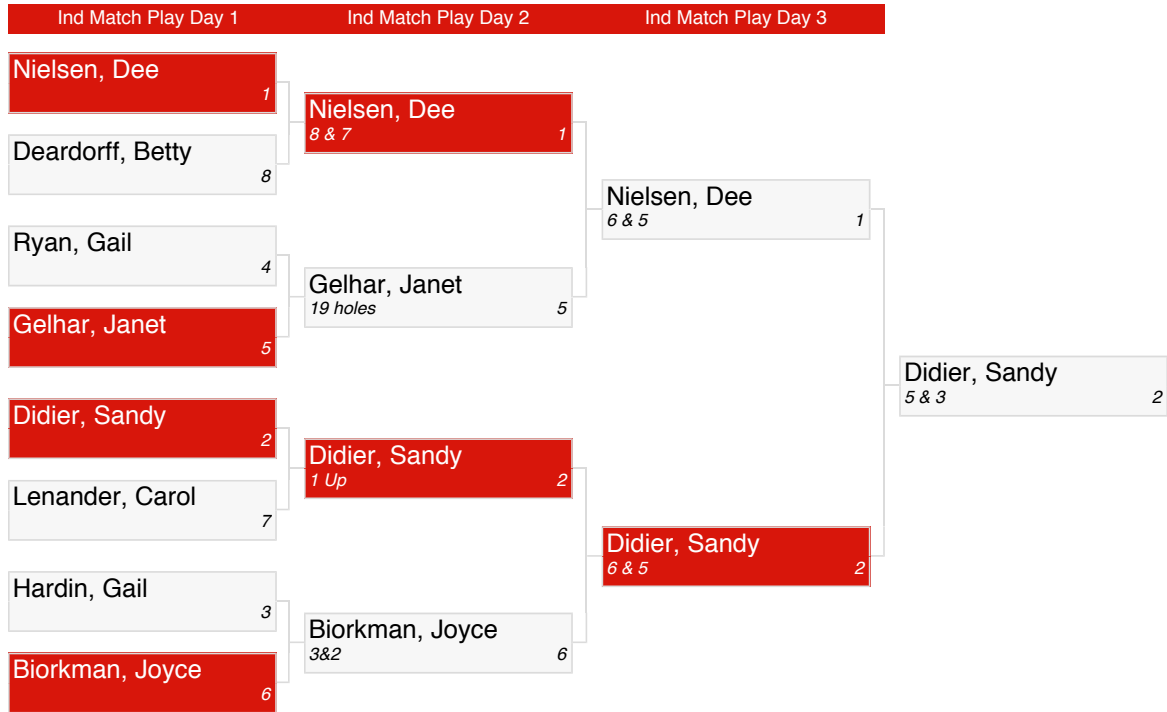 Ind Match Play Day 1
Ind Match Play Day 2
Ind Match Play Day 3
Nielsen, Dee
1
Deardorff, Betty
8
Ryan, Gail
4
Gelhar, Janet
5
Didier, Sandy
2
Lenander, Carol
7
Hardin, Gail
3
Biorkman, Joyce
6
Nielsen, Dee
8 & 7 1
Gelhar, Janet
19 holes 5
Didier, Sandy
1 Up 2
Biorkman, Joyce
3&2 6
Nielsen, Dee
6 & 5 1
Didier, Sandy
6 & 5 2
Didier, Sandy
5 & 3 2